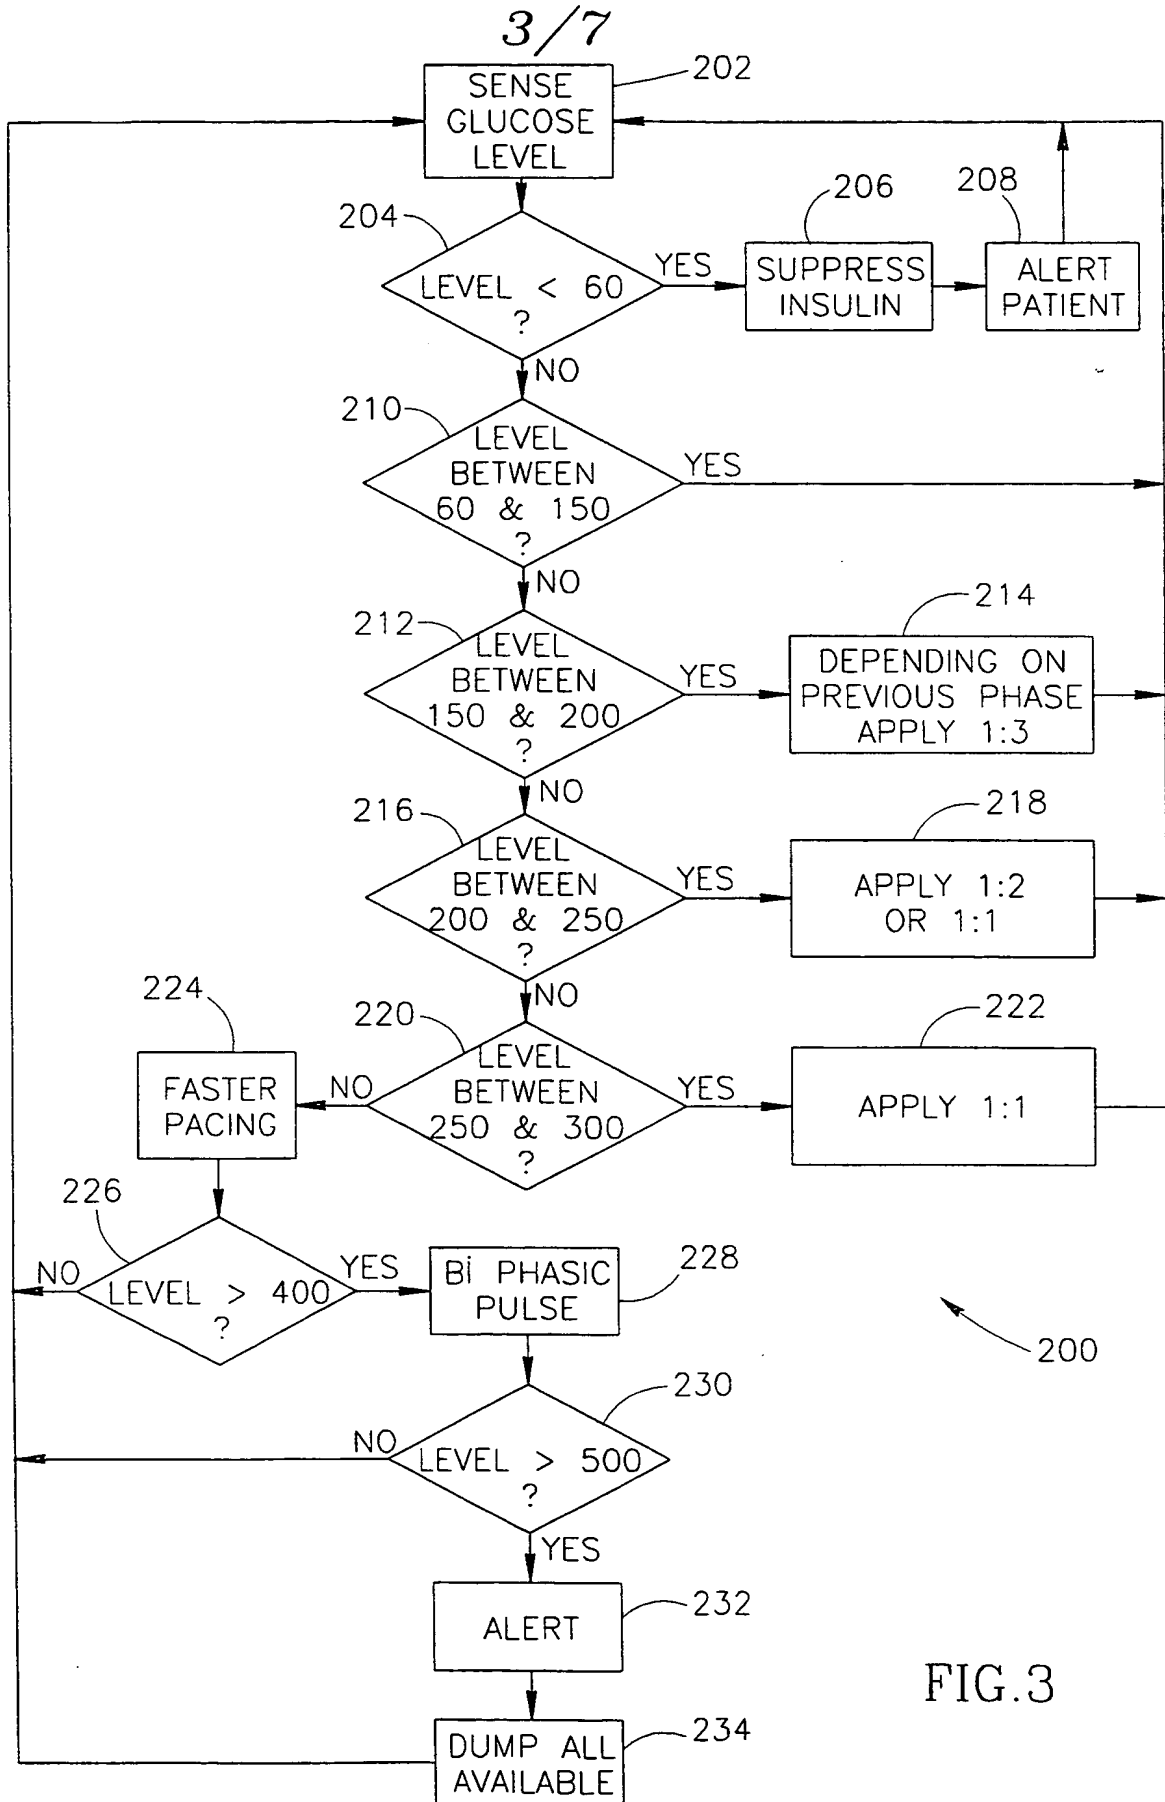 3/7
SENSE
GLUCOSE
LEVEL
202
204
LEVEL < 60
?
YES
206
SUPPRESS
INSULIN
208
ALERT
PATIENT
NO
210
LEVEL
BETWEEN
60 & 150
?
YES
NO
212
LEVEL
BETWEEN
150 & 200
?
YES
214
DEPENDING ON
PREVIOUS PHASE
APPLY 1:3
NO
216
LEVEL
BETWEEN
200 & 250
?
YES
218
APPLY 1:2
OR 1:1
NO
220
LEVEL
BETWEEN
250 & 300
?
YES
222
APPLY 1:1
NO
224
FASTER
PACING
226
LEVEL > 400
?
NO
YES
228
Bi PHASIC
PULSE
200
230
LEVEL > 500
?
NO
YES
232
ALERT
234
DUMP ALL
AVAILABLE
FIG.3